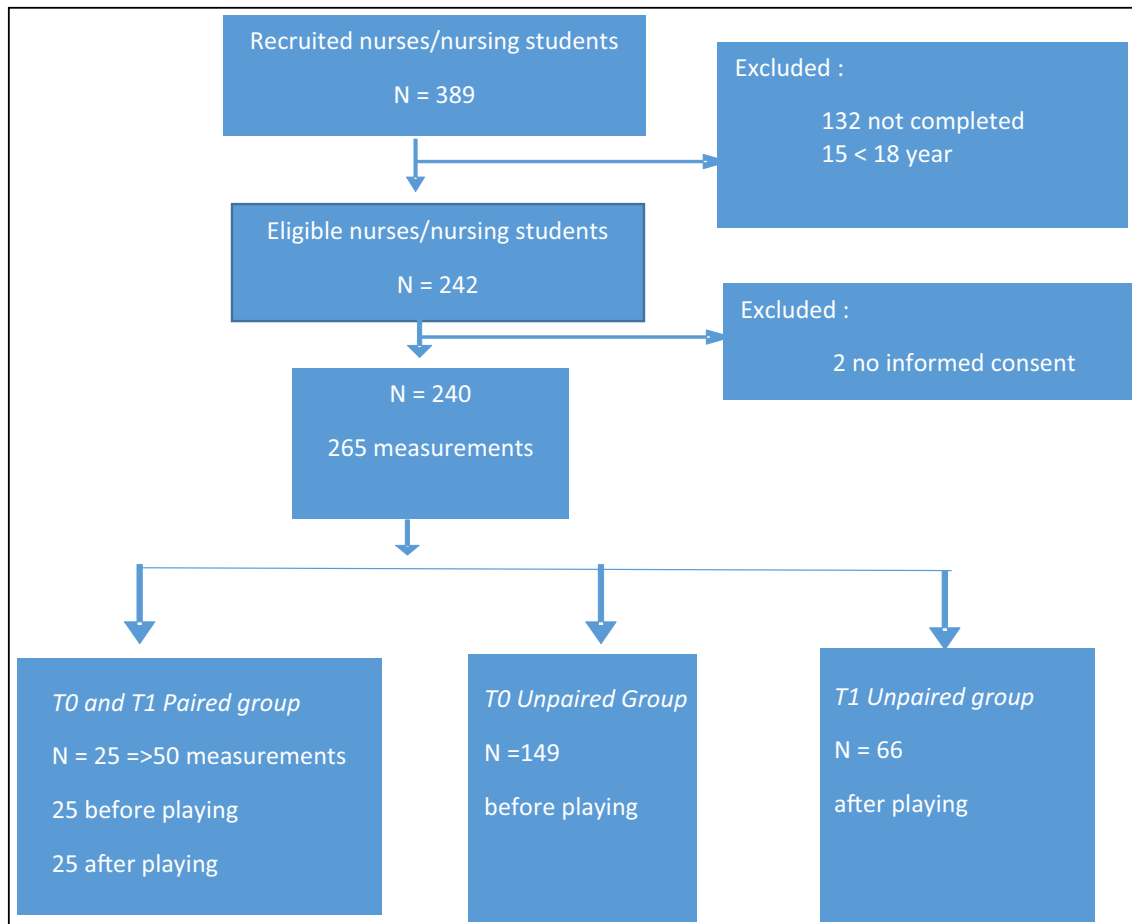 Recruited nurses/nursing students
N = 389
Excluded :
132 not completed
15 < 18 year
Eligible nurses/nursing students
N = 242
Excluded :
2 no informed consent
N = 240
265 measurements
T0 and T1 Paired group
N = 25 =>50 measurements
25 before playing
25 after playing
T0 Unpaired Group
N =149
before playing
T1 Unpaired group
N = 66
after playing